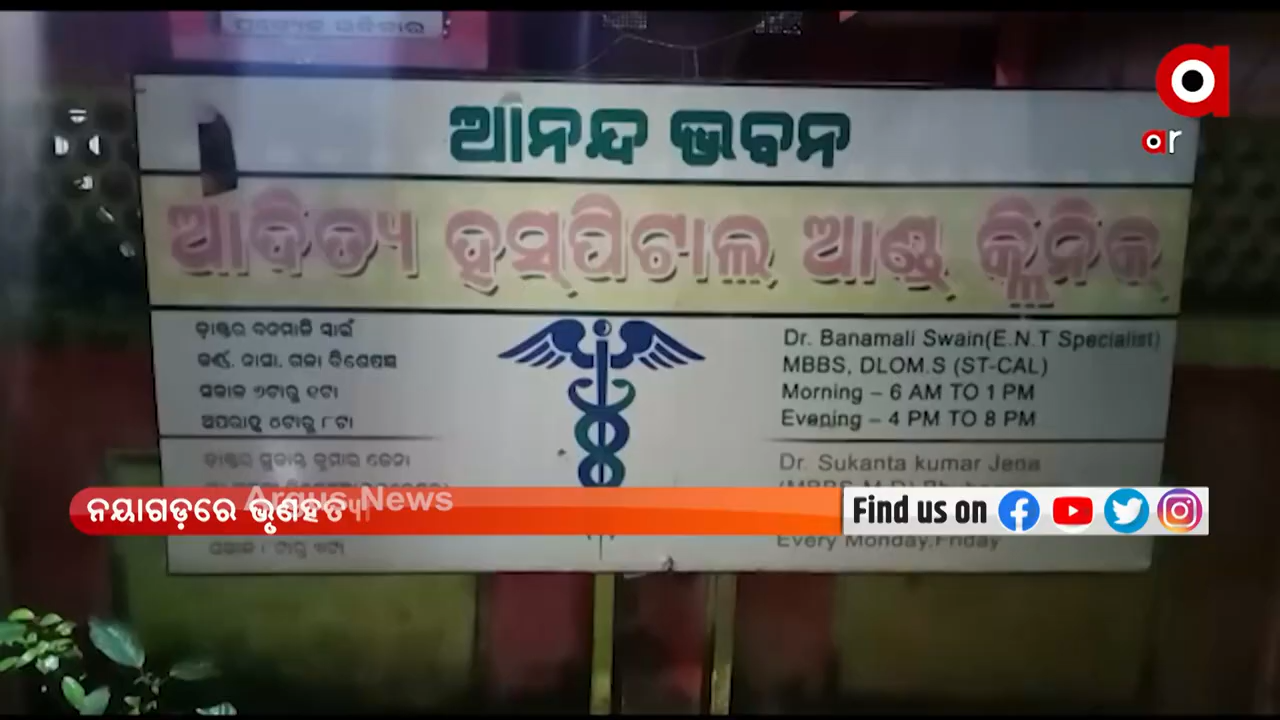 ଆନନ୍ଦ ଭବନ
ଆଦିତ୍ୟ ହସ୍ପିଟାଲ୍ ଆଣ୍ଡ୍ କ୍ଲିନିକ୍
ଡ଼ାକ୍ତର ବନମାଳି ସ୍ୱାଇଁ
କର୍ଣ୍ଣ, ନାସା, ଗଳା ବିଶେଷଜ୍ଞ
ସକାଳ ୬ଟାରୁ ୧ଟା
ଅପରାହ୍ନ ୪ଟାରୁ ୮ଟା
Dr. Banamali Swain(E.N.T Specialist)
MBBS, DLOM.S (ST-CAL)
Morning – 6 AM TO 1 PM
Evening – 4 PM TO 8 PM
ଡାକ୍ତର ସୁକାନ୍ତ କୁମାର ଜେନା
Dr. Sukanta kumar Jena
Every Monday,Friday
Argus News
ନୟାଗଡ଼ରେ ଭୃଣହତ୍ୟା
Find us on
ar